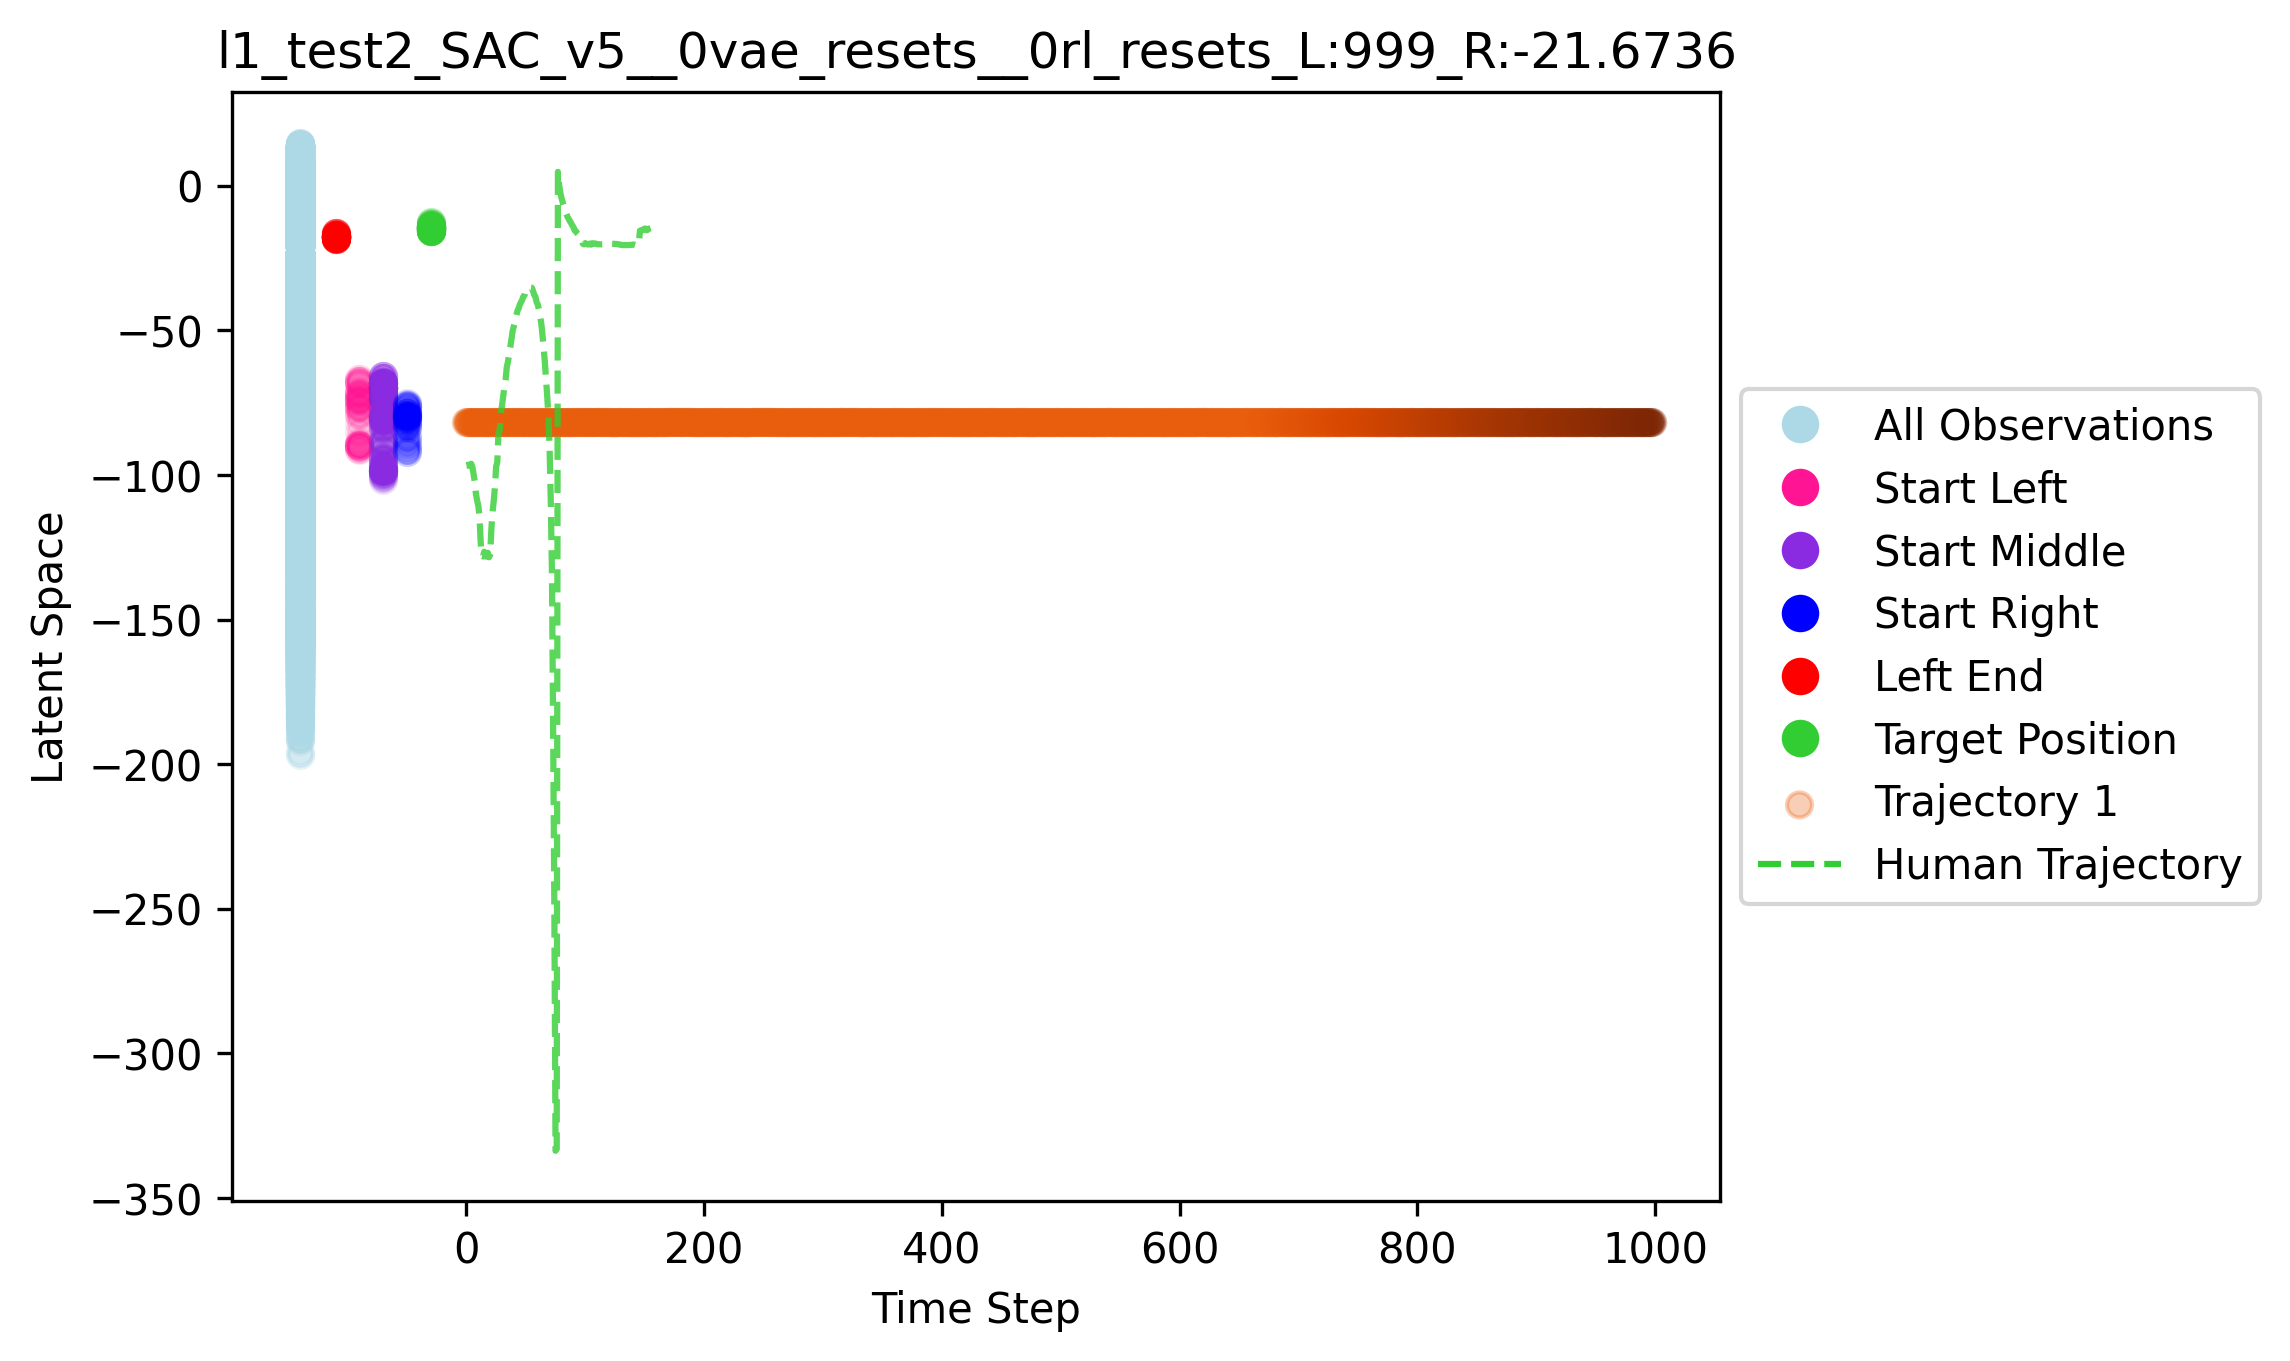 l1_test2_SAC_v5__0vae_resets__0rl_resets_L:999_R:-21.6736
0
−50
−100
−150
−200
−250
−300
−350
Latent Space
0
200
400
600
800
1000
Time Step
All Observations
Start Left
Start Middle
Start Right
Left End
Target Position
Trajectory 1
Human Trajectory